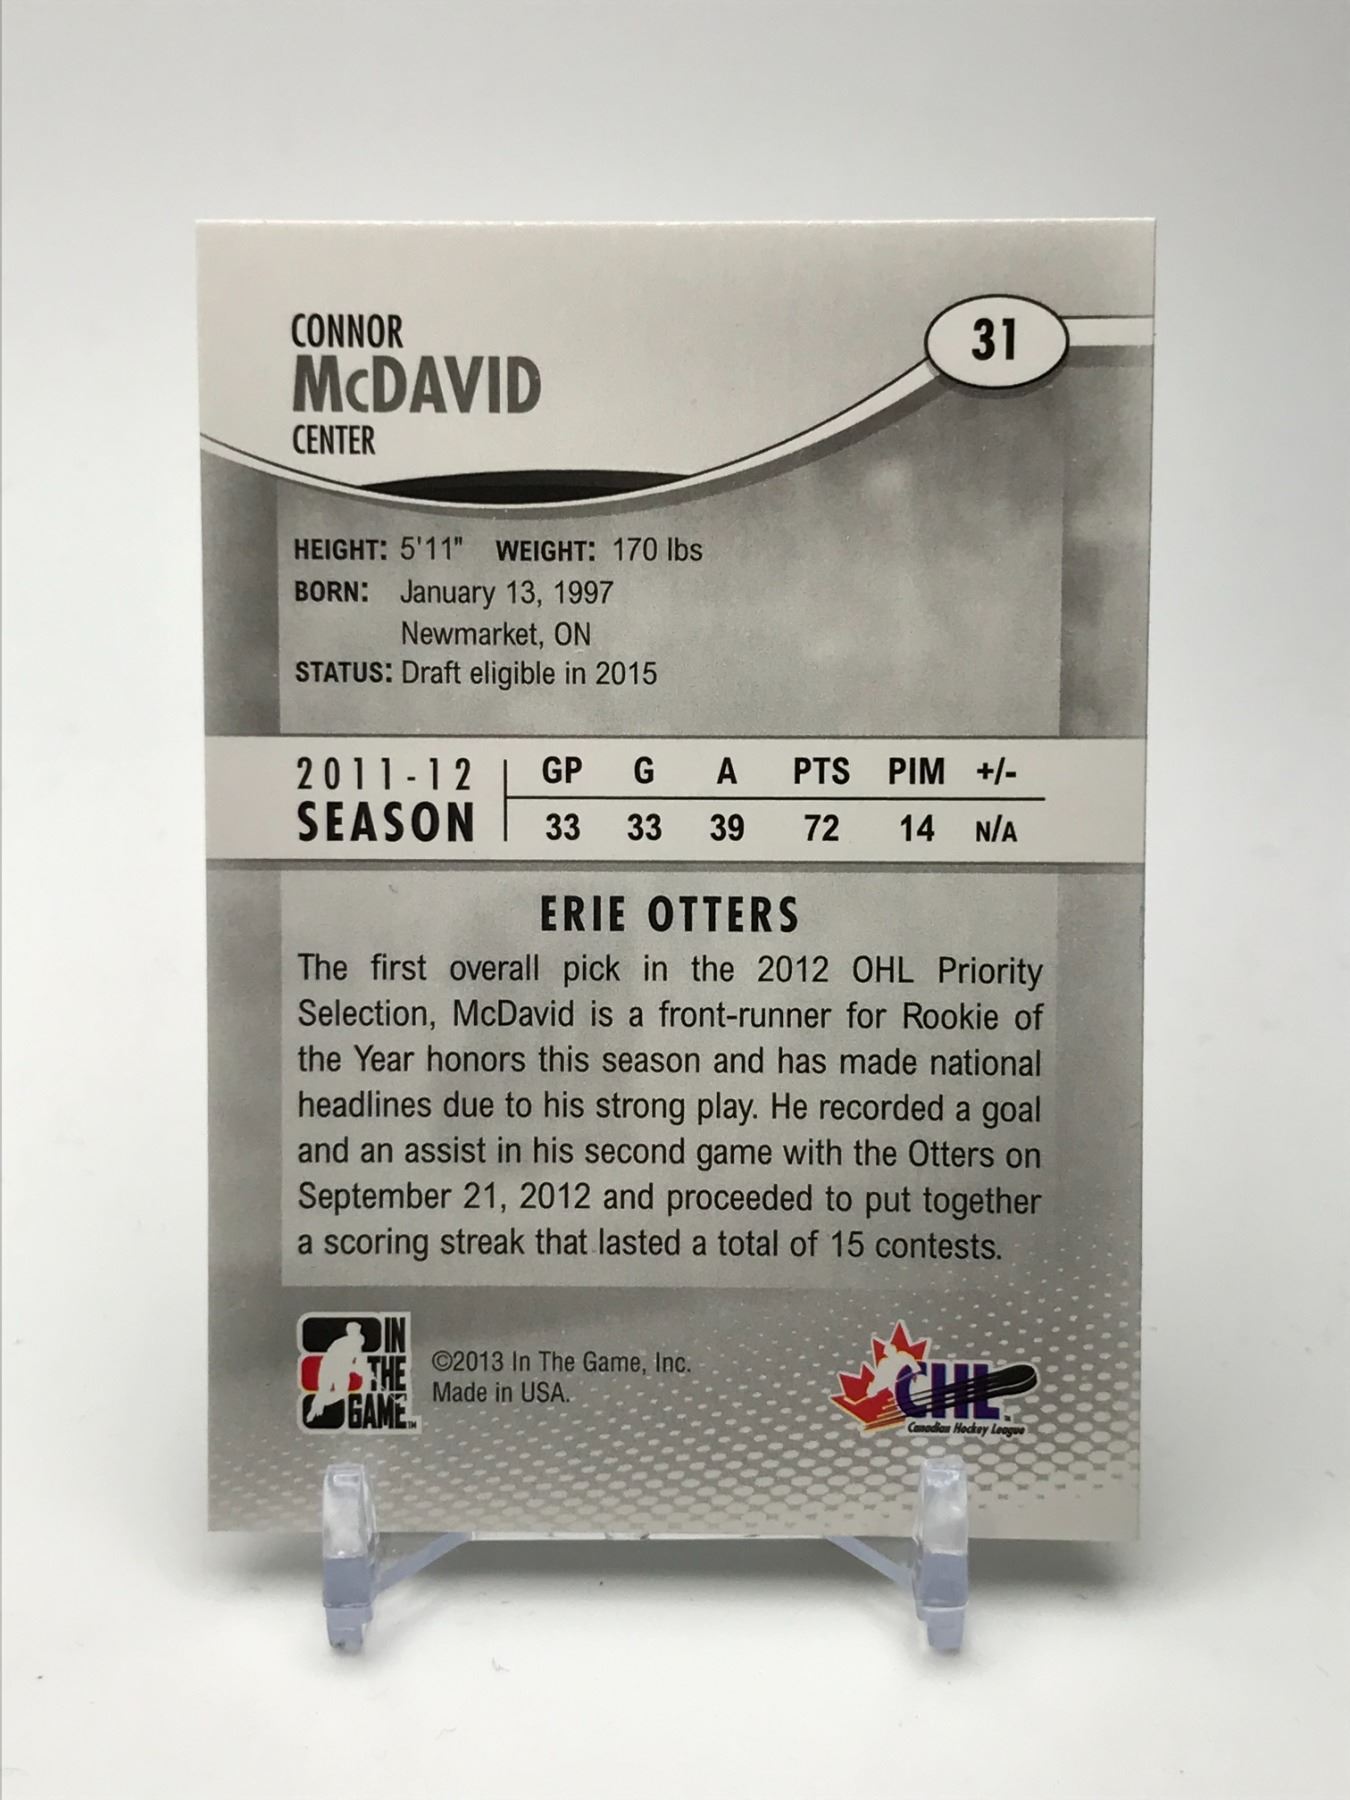 CONNOR
McDAVID
CENTER
31
HEIGHT: 5'11" WEIGHT: 170 lbs
BORN: January 13, 1997
Newmarket, ON
STATUS: Draft eligible in 2015
2011-12
SEASON
GP G A PTS PIM +/-
33 33 39 72 14 N/A
ERIE OTTERS
The first overall pick in the 2012 OHL Priority
Selection, McDavid is a front-runner for Rookie of
the Year honors this season and has made national
headlines due to his strong play. He recorded a goal
and an assist in his second game with the Otters on
September 21, 2012 and proceeded to put together
a scoring streak that lasted a total of 15 contests.
IN
THE
GAME™
©2013 In The Game, Inc.
Made in USA.
CHL™
Canadian Hockey League